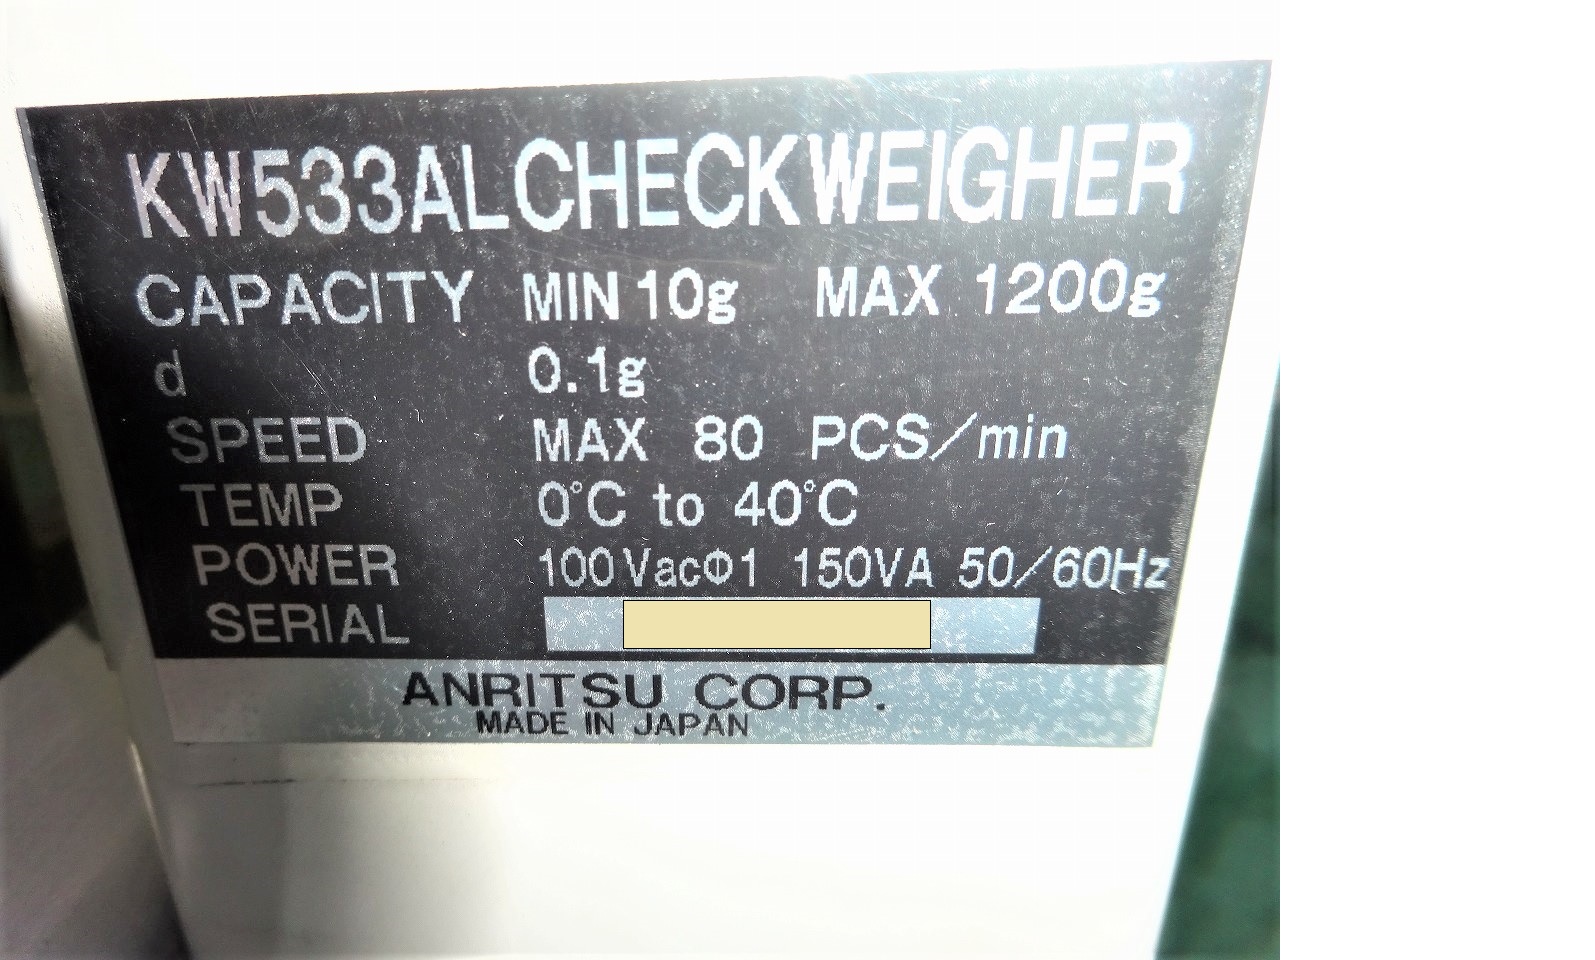 KW533ALCHECKWEIGHER
CAPACITY MIN 10g MAX 1200g
d 0.1g
SPEED MAX 80 PCS/min
TEMP 0°C to 40°C
POWER 100VacΦ1 150VA 50/60Hz
SERIAL
ANRITSU CORP.
MADE IN JAPAN